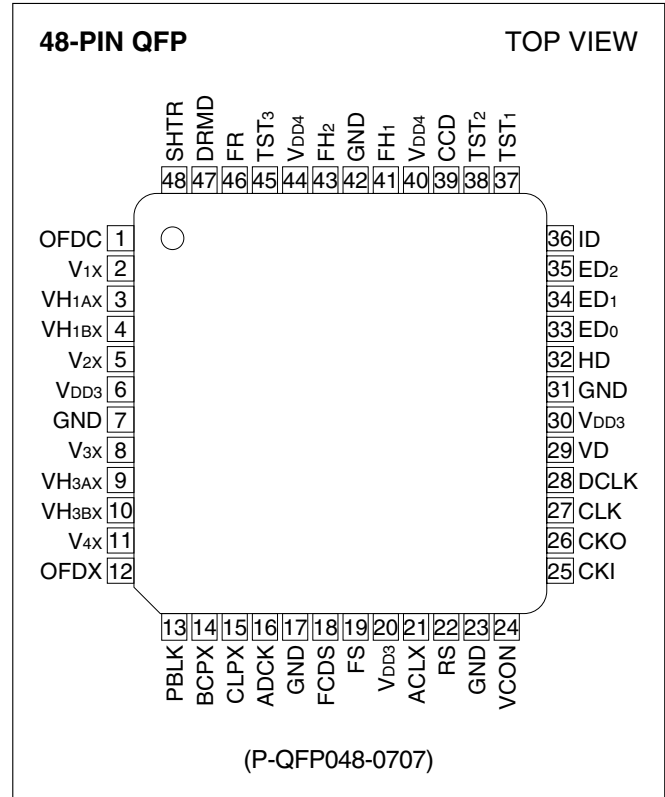 48-PIN QFP
TOP VIEW
SHTR
DRMD
FR
TST3
VDD4
FH2
GND
FH1
VDD4
CCD
TST2
TST1
48 47 46 45 44 43 42 41 40 39 38 37
OFDC 1
V1X 2
VH1AX 3
VH1BX 4
V2X 5
VDD3 6
GND 7
V3X 8
VH3AX 9
VH3BX 10
V4X 11
OFDX 12
36 ID
35 ED2
34 ED1
33 ED0
32 HD
31 GND
30 VDD3
29 VD
28 DCLK
27 CLK
26 CKO
25 CKI
13 14 15 16 17 18 19 20 21 22 23 24
PBLK
BCPX
CLPX
ADCK
GND
FCDS
FS
VDD3
ACLX
RS
GND
VCON
(P-QFP048-0707)